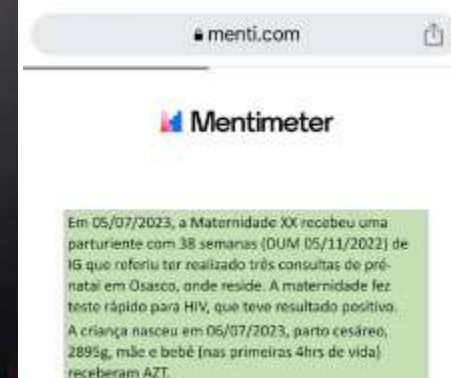 menti.com
Mentimeter
Em 05/07/2023, a Maternidade XX recebeu uma
parturiente com 38 semanas (DUM 05/11/2022) de
IG que referiu ter realizado três consultas de pré-
natal em Osasco, onde reside. A maternidade fez
teste rápido para HIV, que teve resultado positivo.
A criança nasceu em 06/07/2023, parto cesáreo,
2895g, mãe e bebê (nas primeiras 4hrs de vida)
receberam AZT.